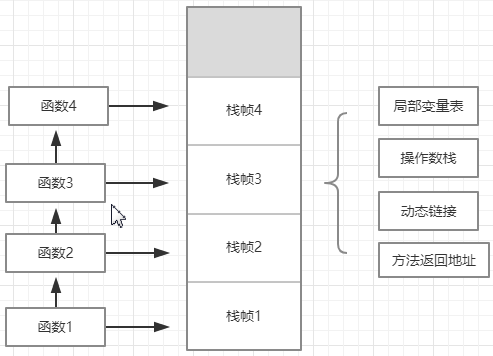 函数4
函数3
函数2
函数1
栈帧4
栈帧3
栈帧2
栈帧1
局部变量表
操作数栈
动态链接
方法返回地址